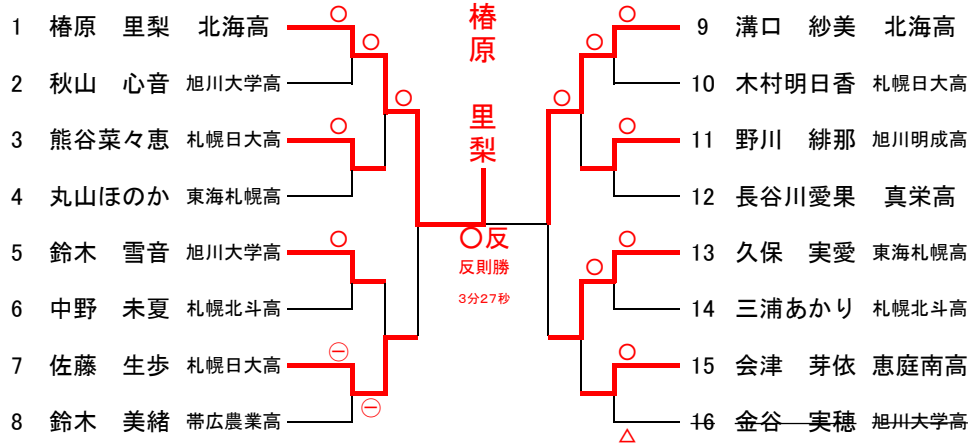 1 椿原　里梨 北海高
2 秋山　心音 旭川大学高
3 熊谷菜々恵 札幌日大高
4 丸山ほのか 東海札幌高
5 鈴木　雪音 旭川大学高
6 中野　未夏 札幌北斗高
7 佐藤　生歩 札幌日大高
8 鈴木　美緒 帯広農業高
椿原　里梨
〇反
反則勝
3分27秒
9 溝口　紗美 北海高
10 木村明日香 札幌日大高
11 野川　緋那 旭川明成高
12 長谷川愛果 真栄高
13 久保　実愛 東海札幌高
14 三浦あかり 札幌北斗高
15 会津　芽依 恵庭南高
16 金谷　実穂 旭川大学高